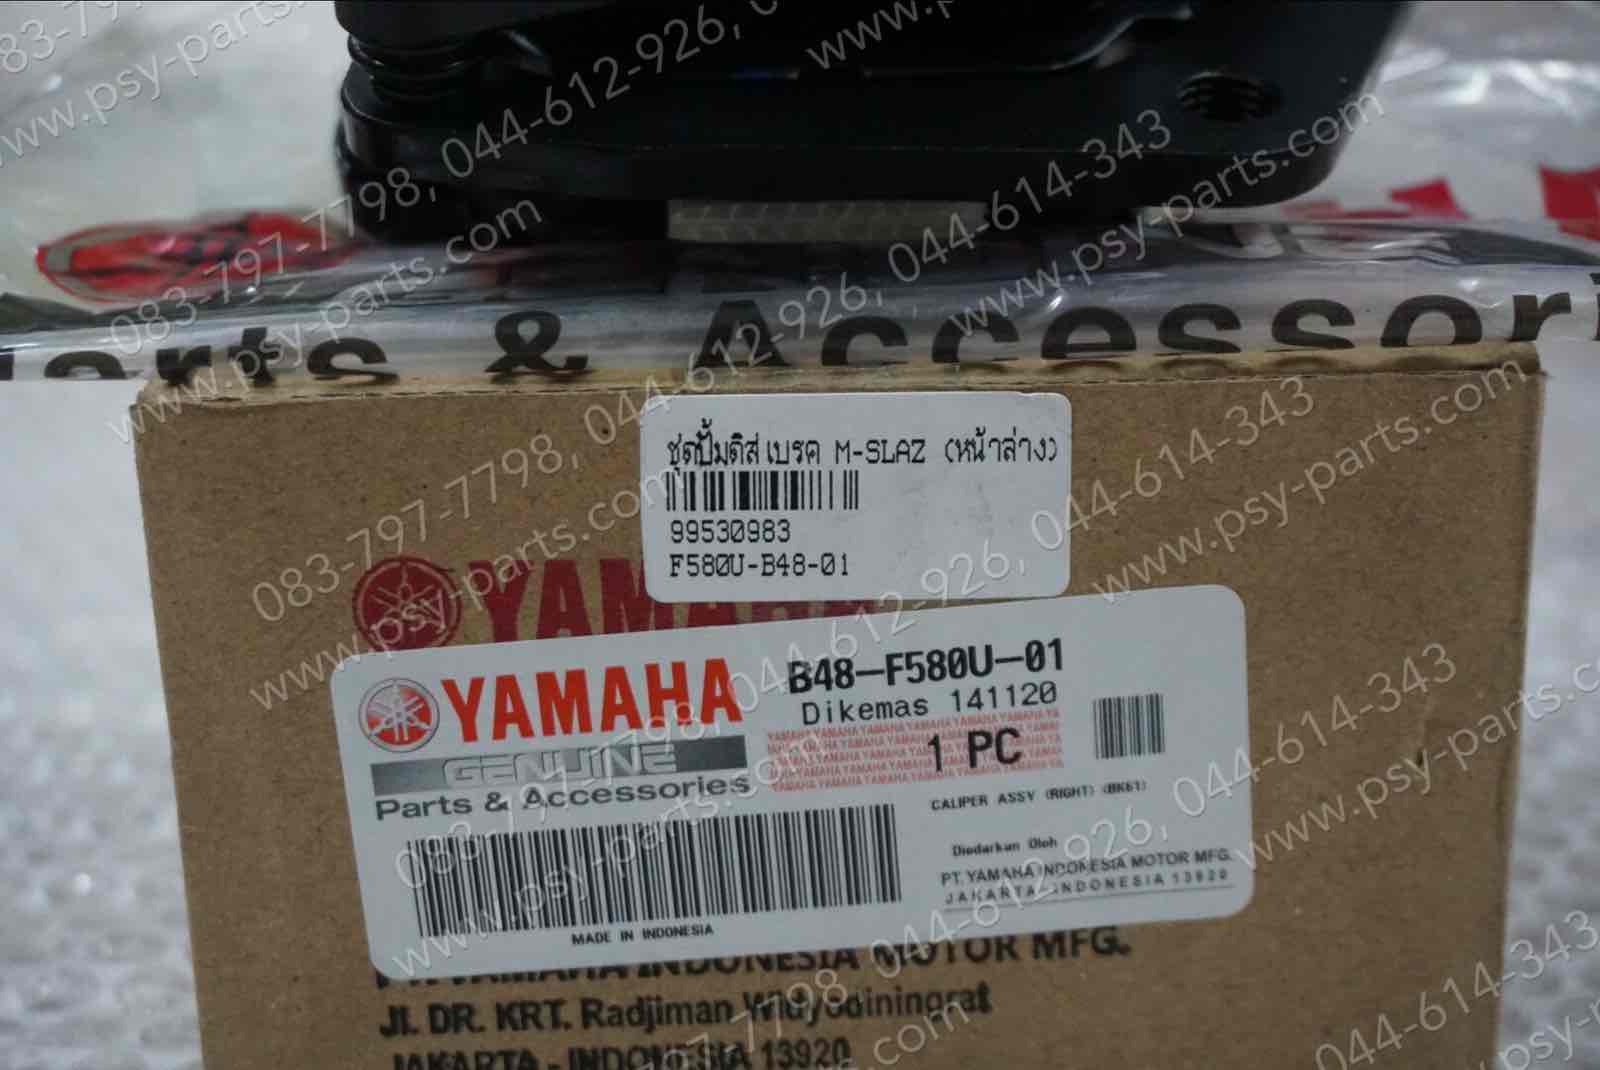 arts & Accessori
ชุดปั้มดิส เบรค M-SLAZ (หน้าล่าง)
99530983
F580U-B48-01
YAMAHA
YAMAHA
GENUINE
Parts & Accessories
B48-F580U-01
Dikemas 141120
1 PC
CALIPER ASSY (RIGHT) (BK61)
Diedarkan Oleh
PT. YAMAHA INDONESIA MOTOR MFG.
JAKARTA-INDONESIA 13920
MADE IN INDONESIA
PT. YAMAHA INDONESIA MOTOR MFG.
Jl. DR. KRT. Radjiman Widyodiningrat
JAKARTA - INDONESIA 13920
083-797-7798, 044-612-926, 044-614-343
www.psy-parts.com